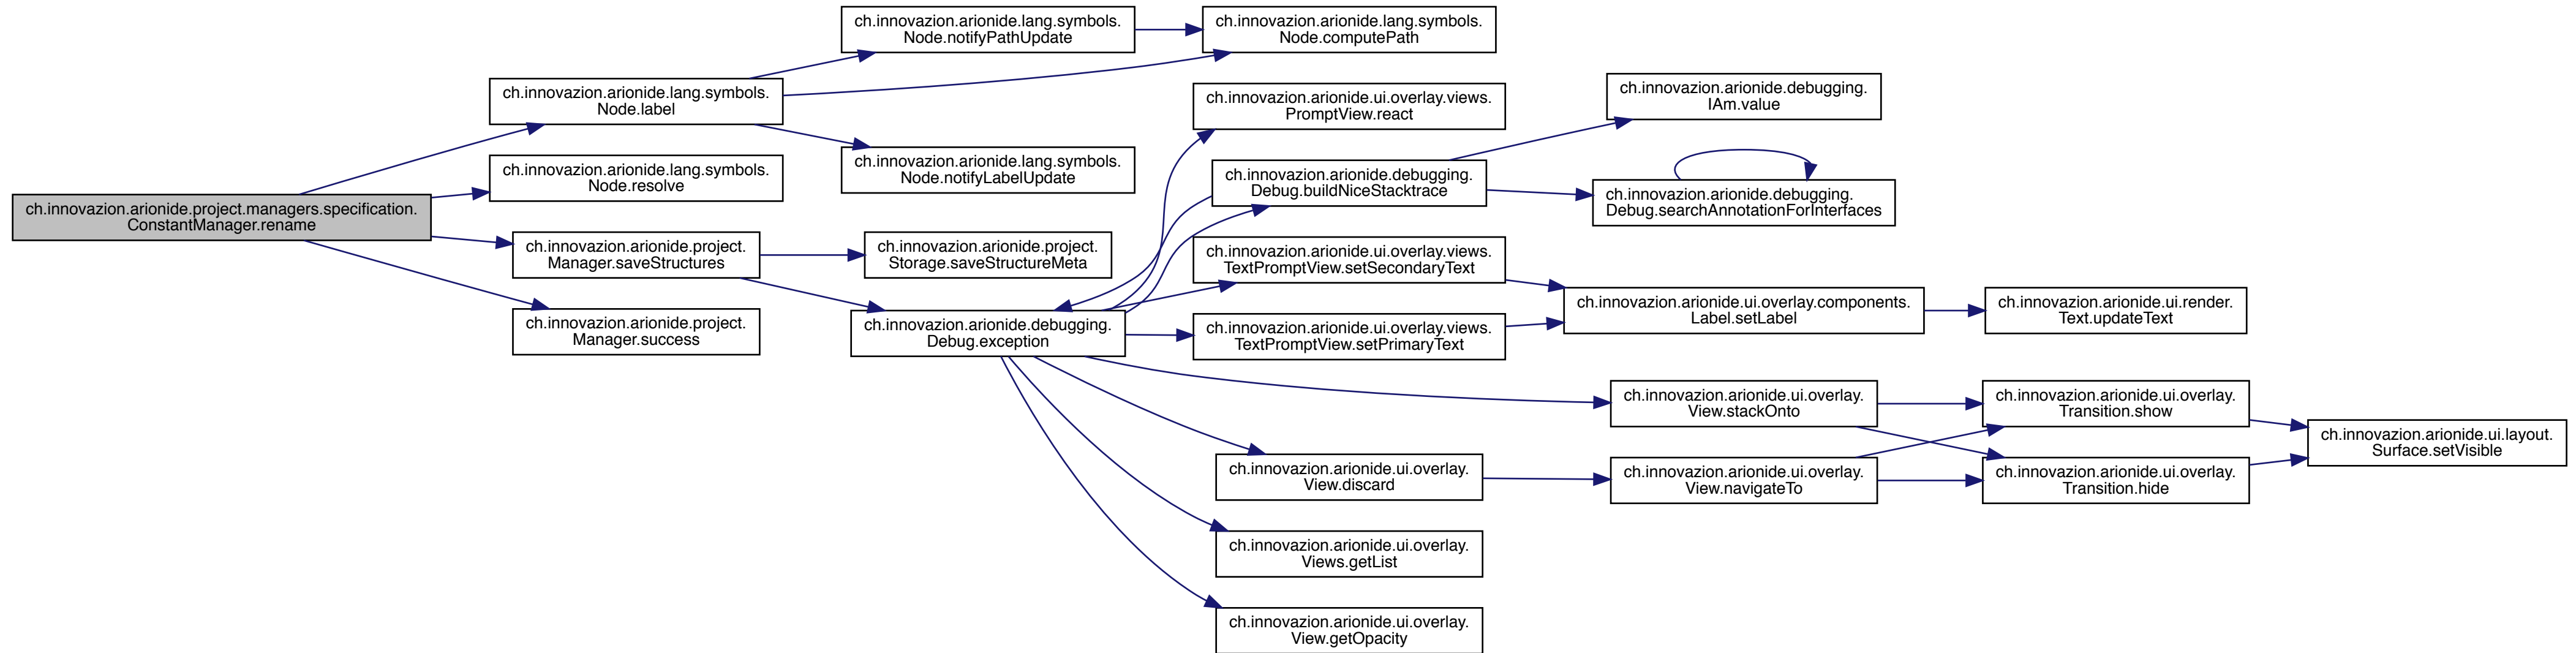 ch.innovazion.arionide.project.managers.specification.
ConstantManager.rename
ch.innovazion.arionide.lang.symbols.
Node.label
ch.innovazion.arionide.lang.symbols.
Node.resolve
ch.innovazion.arionide.project.
Manager.saveStructures
ch.innovazion.arionide.project.
Manager.success
ch.innovazion.arionide.lang.symbols.
Node.notifyPathUpdate
ch.innovazion.arionide.lang.symbols.
Node.notifyLabelUpdate
ch.innovazion.arionide.project.
Storage.saveStructureMeta
ch.innovazion.arionide.debugging.
Debug.exception
ch.innovazion.arionide.lang.symbols.
Node.computePath
ch.innovazion.arionide.ui.overlay.views.
PromptView.react
ch.innovazion.arionide.debugging.
Debug.buildNiceStacktrace
ch.innovazion.arionide.ui.overlay.views.
TextPromptView.setSecondaryText
ch.innovazion.arionide.ui.overlay.views.
TextPromptView.setPrimaryText
ch.innovazion.arionide.ui.overlay.
View.discard
ch.innovazion.arionide.ui.overlay.
Views.getList
ch.innovazion.arionide.ui.overlay.
View.getOpacity
ch.innovazion.arionide.debugging.
IAm.value
ch.innovazion.arionide.debugging.
Debug.searchAnnotationForInterfaces
ch.innovazion.arionide.ui.overlay.components.
Label.setLabel
ch.innovazion.arionide.ui.overlay.
View.stackOnto
ch.innovazion.arionide.ui.overlay.
View.navigateTo
ch.innovazion.arionide.ui.render.
Text.updateText
ch.innovazion.arionide.ui.overlay.
Transition.show
ch.innovazion.arionide.ui.overlay.
Transition.hide
ch.innovazion.arionide.ui.layout.
Surface.setVisible